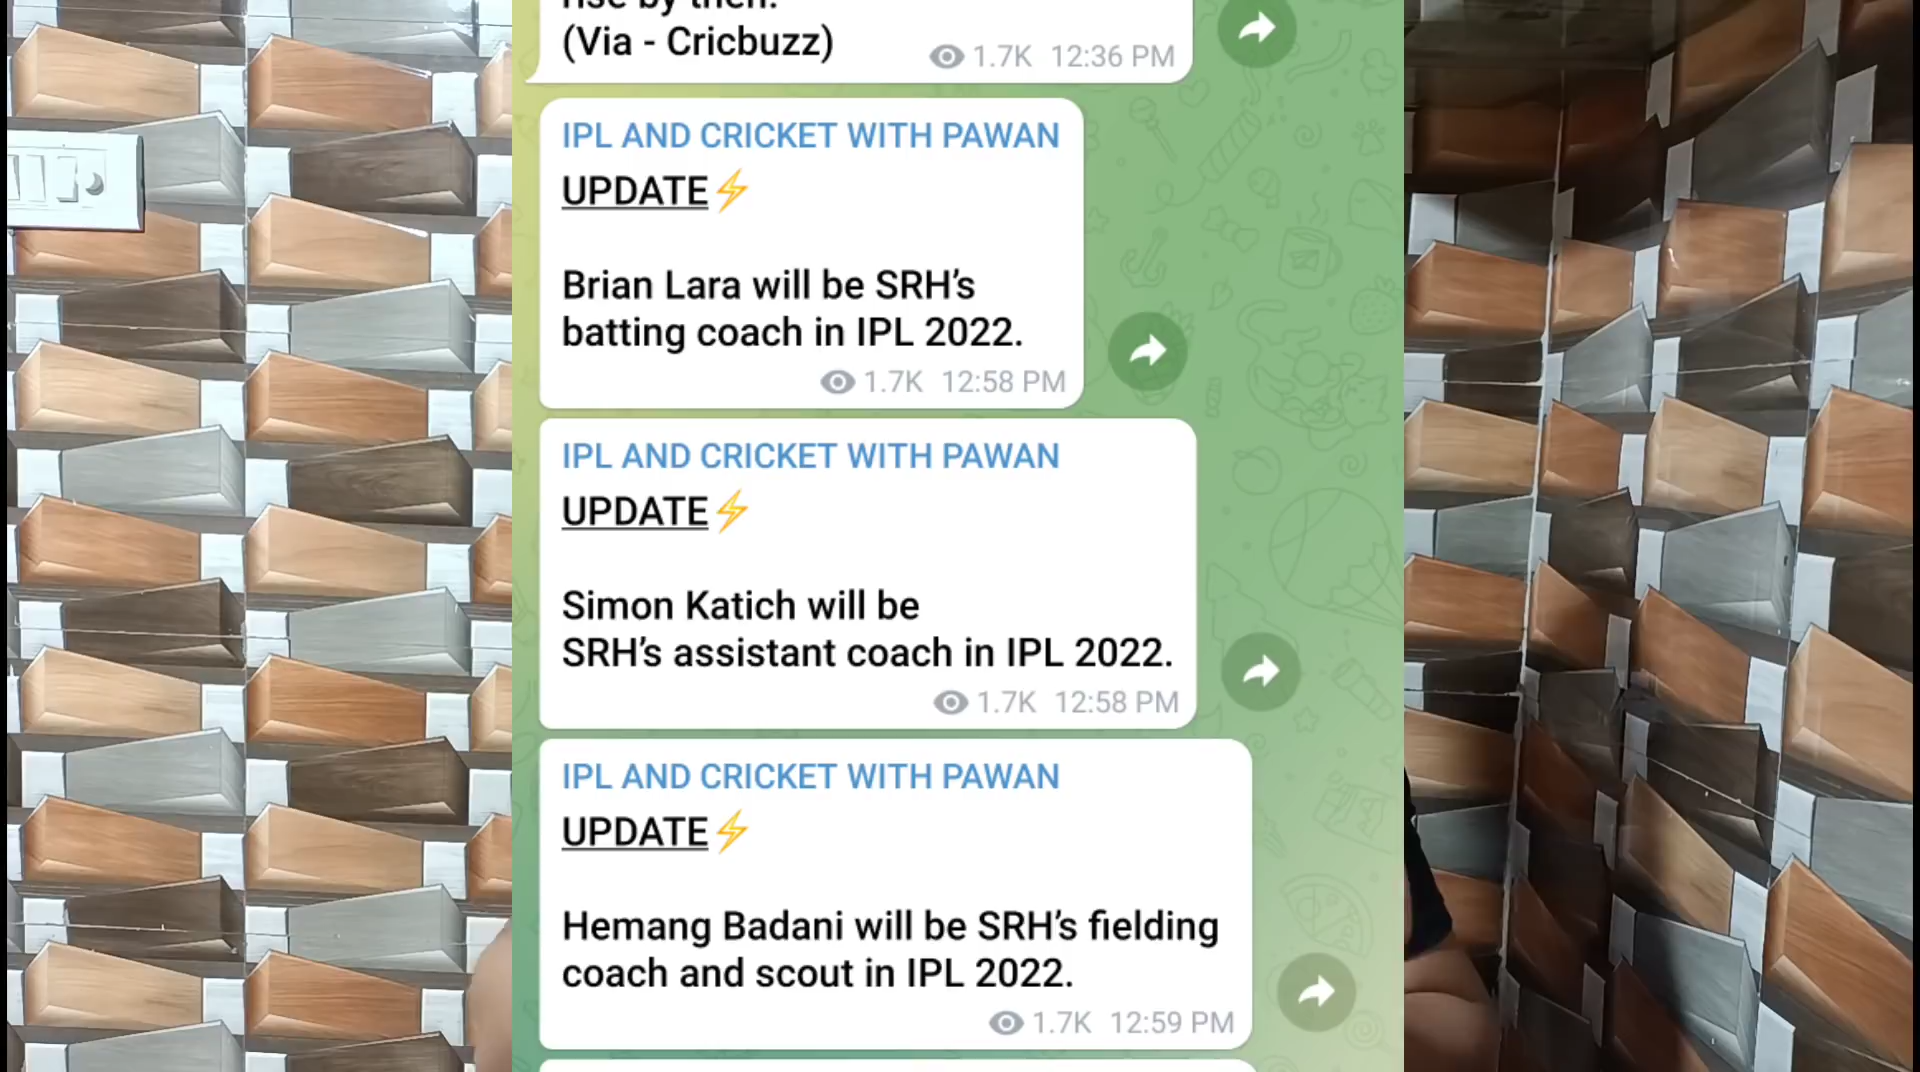 (Via - Cricbuzz)
1.7K 12:36 PM
IPL AND CRICKET WITH PAWAN
UPDATE⚡
Brian Lara will be SRH's
batting coach in IPL 2022.
1.7K 12:58 PM
IPL AND CRICKET WITH PAWAN
UPDATE⚡
Simon Katich will be
SRH's assistant coach in IPL 2022.
1.7K 12:58 PM
IPL AND CRICKET WITH PAWAN
UPDATE⚡
Hemang Badani will be SRH's fielding
coach and scout in IPL 2022.
1.7K 12:59 PM